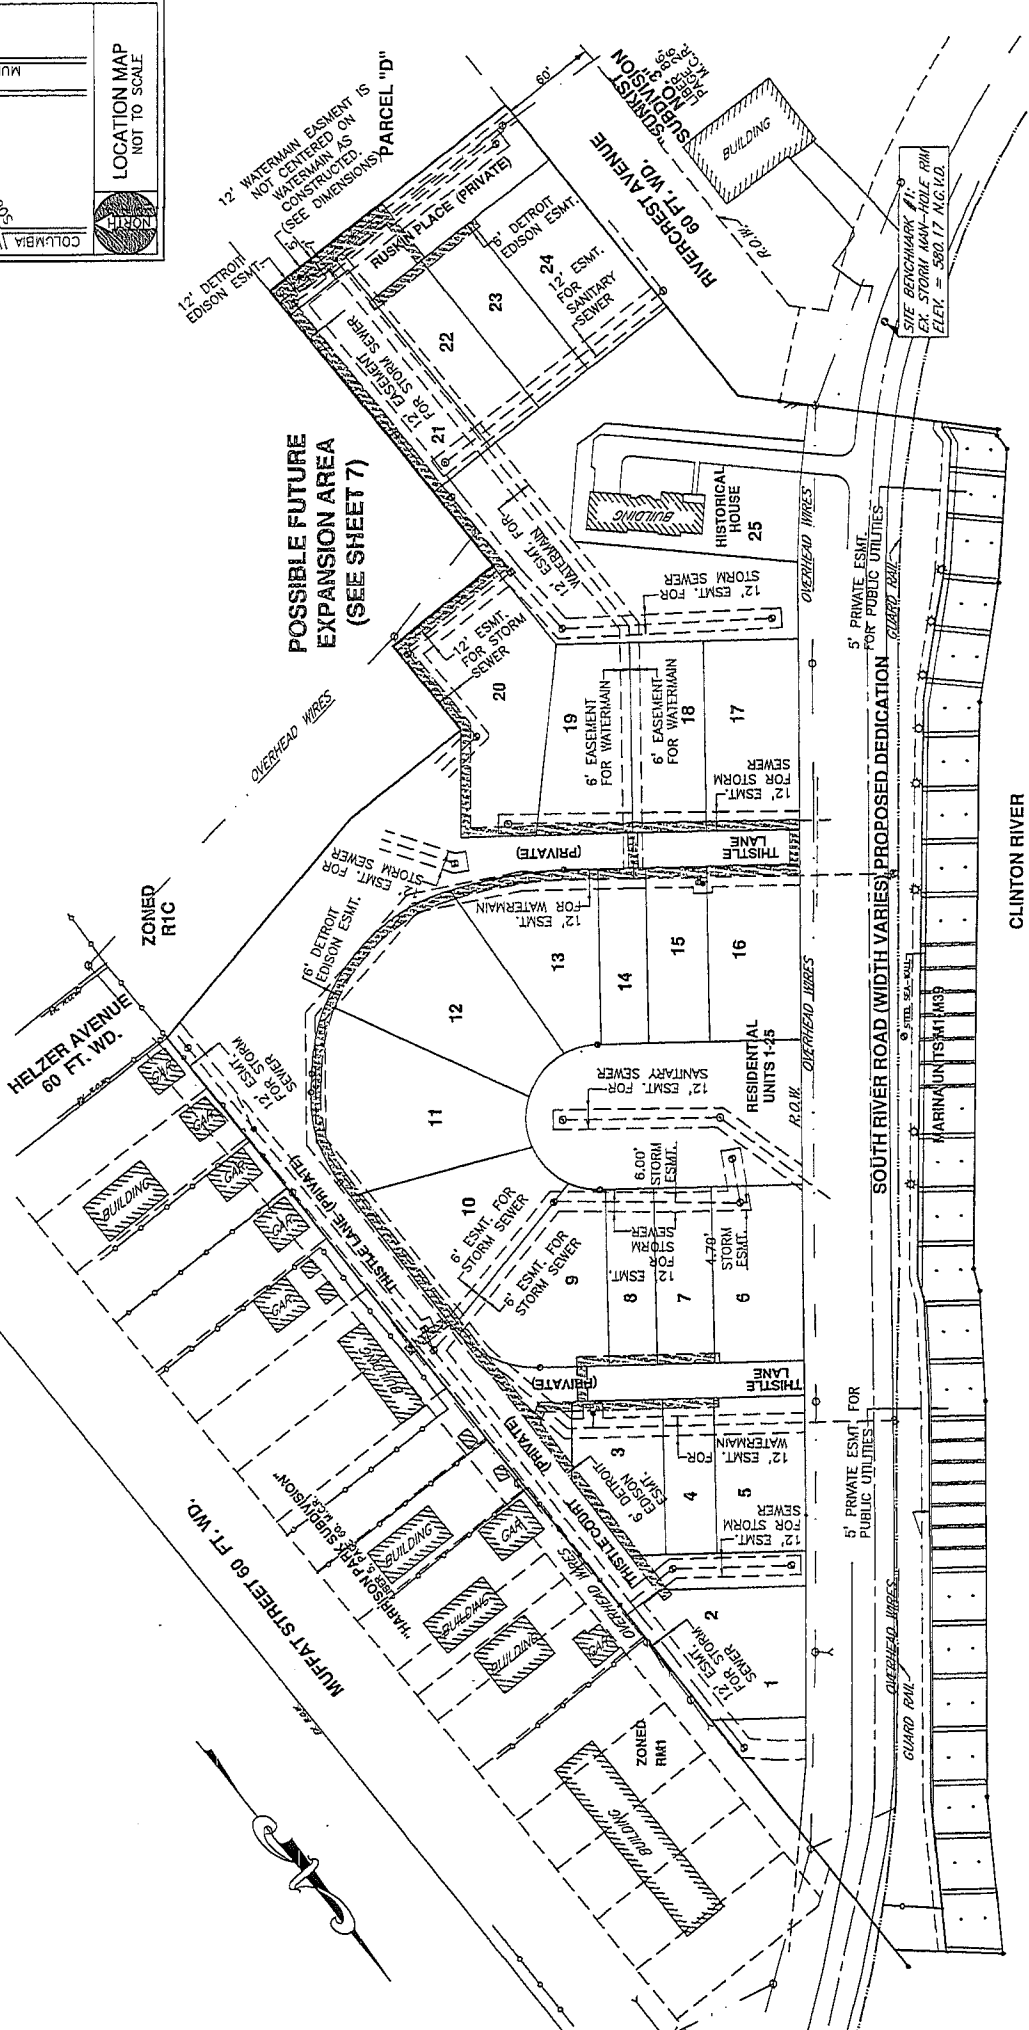 LOCATION MAP
NOT TO SCALE
NORTH
COLUMBIA
12' WATERMAIN EASMENT IS
NOT CENTERED ON
WATERMAIN AS
CONSTRUCTED.
(SEE DIMENSIONS)
PARCEL "D"
60'
12' DETROIT
EDISON ESMT.
RUSKIN PLACE (PRIVATE)
6' DETROIT
EDISON ESMT.
"SUNKIST
SUBDIVISION
RIVERCREST AVENUE
60 FT. WD.
R.O.W.
BUILDING
SITE BENCHMARK #1:
EX. STORM MAN-HOLE RIM
ELEV. = 580.17 N.G.V.D.
24
12' ESMT.
FOR
SANITARY
SEWER
23
22
21
12' EASEMENT
FOR STORM SEWER
POSSIBLE FUTURE
EXPANSION AREA
(SEE SHEET 7)
12' ESMT. FOR
WATERMAIN
BUILDING
HISTORICAL
HOUSE
25
12' ESMT. FOR
STORM SEWER
OVERHEAD WIRES
12' ESMT.
FOR STORM
SEWER
20
19
6' EASEMENT
FOR WATERMAIN
6' EASEMENT
FOR WATERMAIN
18
17
12' ESMT.
FOR STORM
SEWER
5' PRIVATE ESMT.
FOR PUBLIC UTILITIES
GUARD RAIL
OVERHEAD WIRES
ZONED
R1C
HELZER AVENUE
60 FT. WD.
12' ESMT. FOR
STORM SEWER
THISTLE
LANE
(PRIVATE)
6' DETROIT
EDISON ESMT.
12' ESMT.
FOR WATERMAIN
13
14
15
16
12
11
10
12' ESMT. FOR
SANITARY SEWER
RESIDENTIAL
UNITS 1-25
R.O.W.
OVERHEAD WIRES
SOUTH RIVER ROAD (WIDTH VARIES) PROPOSED DEDICATION
STEEL SEA-WALL
MARINA UNITS M1-M39
CLINTON RIVER
12' ESMT.
FOR STORM
SEWER
GAR
GAR
GAR
GAR
GAR
BUILDING
BUILDING
THISTLE LANE (PRIVATE)
6' ESMT. FOR
STORM SEWER
6' ESMT. FOR
STORM SEWER
9
8
7
6
12' ESMT.
FOR
STORM
SEWER
6.00'
STORM
ESMT.
4.79'
STORM
ESMT.
THISTLE
LANE
(PRIVATE)
MUFFAT STREET 60 FT. WD.
"HARRISON PARK SUBDIVISION"
BUILDING
BUILDING
BUILDING
GAR
GAR
THISTLE COURT (PRIVATE)
OVERHEAD WIRES
6'
DETROIT
EDISON
ESMT.
3
4
5
12' ESMT. FOR
WATERMAIN
12' ESMT.
FOR STORM
SEWER
2
1
12' ESMT.
FOR STORM
SEWER
5' PRIVATE ESMT FOR
PUBLIC UTILITIES
OVERHEAD WIRES
GUARD RAIL
ZONED
RM1
BUILDING